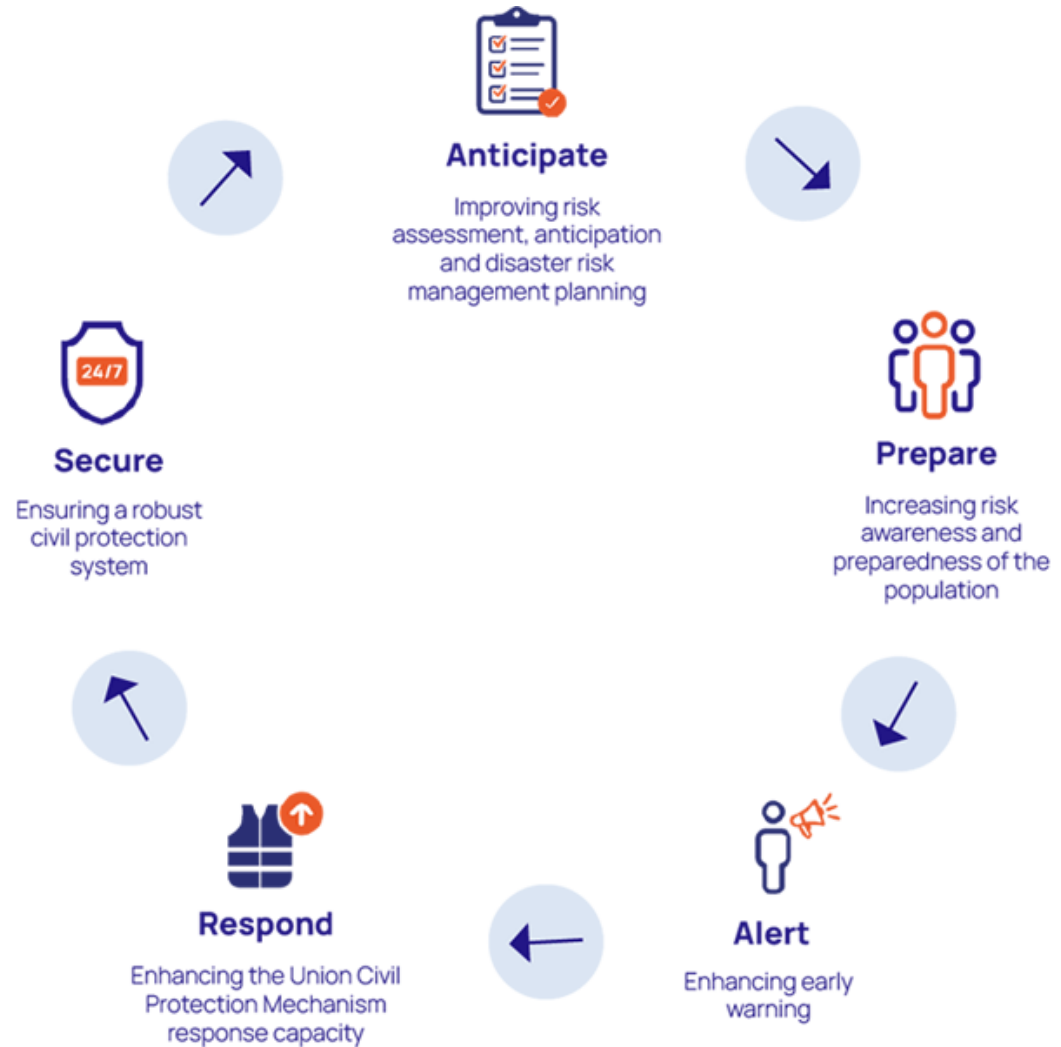 Anticipate
Improving risk
assessment, anticipation
and disaster risk
management planning
Prepare
Increasing risk
awareness and
preparedness of the
population
Alert
Enhancing early
warning
Respond
Enhancing the Union Civil
Protection Mechanism
response capacity
24/7
Secure
Ensuring a robust
civil protection
system